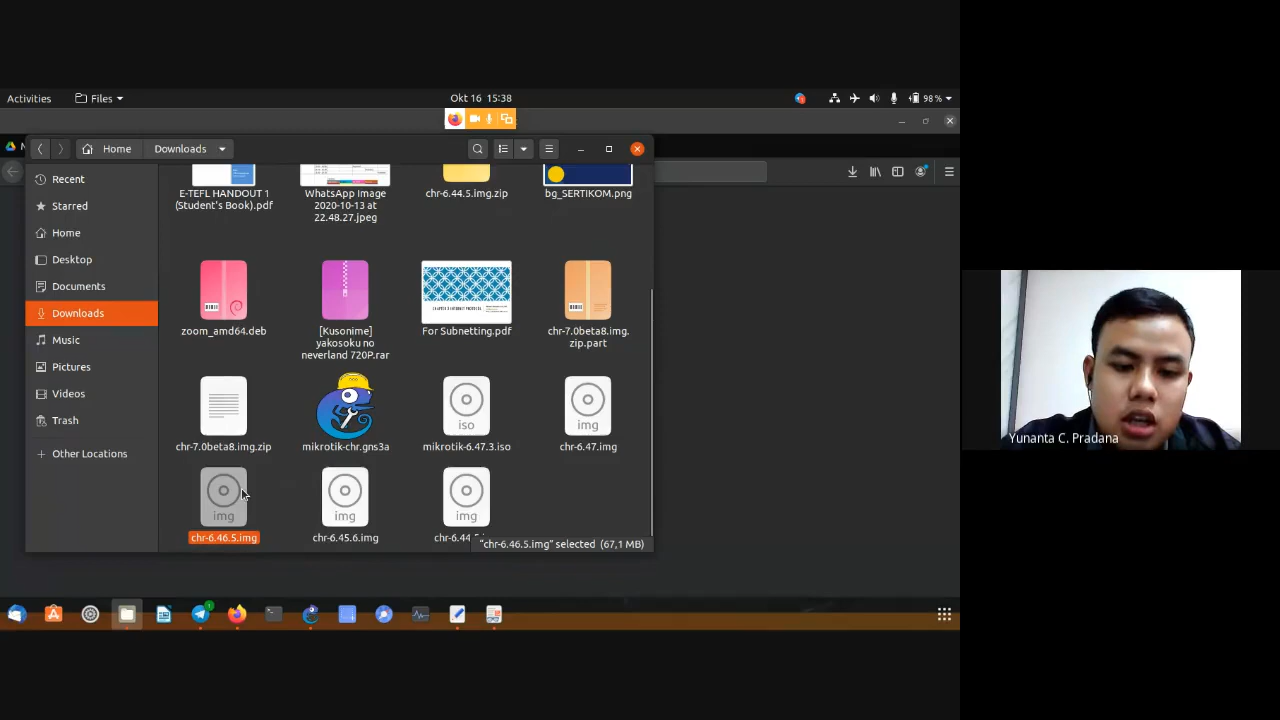 Activities
Files
Okt 16 15:38
98%
Home
Downloads
Recent
Starred
Home
Desktop
Documents
Downloads
Music
Pictures
Videos
Trash
Other Locations
E-TEFL HANDOUT 1
(Student's Book).pdf
WhatsApp Image
2020-10-13 at
22.48.27.jpeg
chr-6.44.5.img.zip
bg_SERTIKOM.png
zoom_amd64.deb
[Kusonime]
yakosoku no
neverland 720P.rar
For Subnetting.pdf
chr-7.0beta8.img.
zip.part
chr-7.0beta8.img.zip
mikrotik-chr.gns3a
iso
mikrotik-6.47.3.iso
img
chr-6.47.img
img
chr-6.46.5.img
img
chr-6.45.6.img
img
"chr-6.46.5.img" selected (67,1 MB)
Yunanta C. Pradana